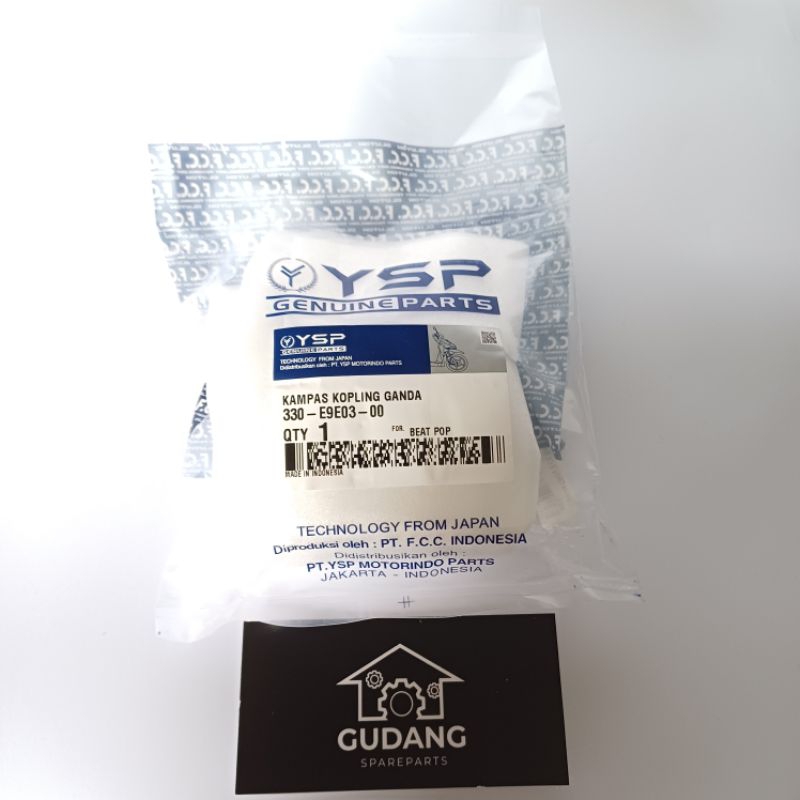 F.C.C. F.C.C. F.C.C. F.C.C. F.C.C. F.C.C.
YSP
GENUINE PARTS
YSP
GENUINE PARTS
TECHNOLOGY FROM JAPAN
Didistribusikan oleh : PT. YSP MOTORINDO PARTS
KAMPAS KOPLING GANDA
330-E9E03-00
QTY 1 FOR. BEAT POP
MADE IN INDONESIA
TECHNOLOGY FROM JAPAN
Diproduksi oleh : PT. F.C.C. INDONESIA
Didistribusikan oleh :
PT.YSP MOTORINDO PARTS
JAKARTA - INDONESIA
GUDANG
SPAREPARTS